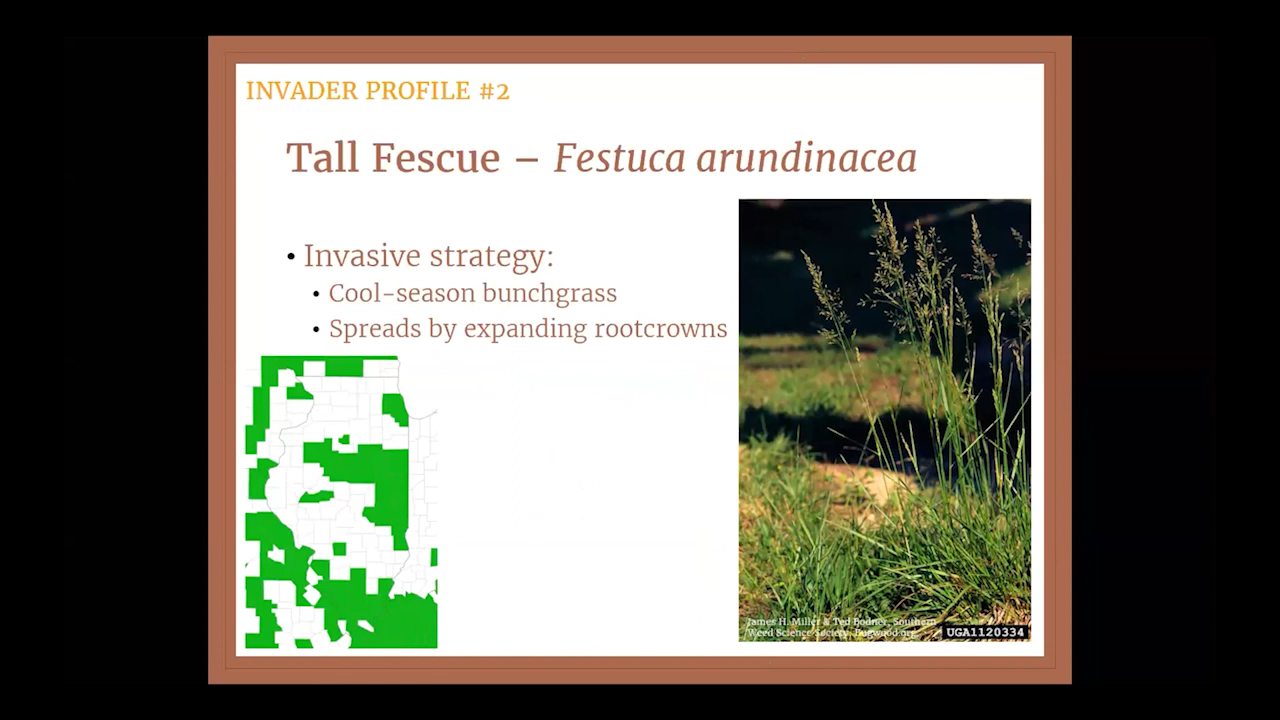 INVADER PROFILE #2
Tall Fescue – Festuca arundinacea
• Invasive strategy:
• Cool-season bunchgrass
• Spreads by expanding rootcrowns
James H. Miller & Ted Bodner, Southern
Weed Science Society, Bugwood.org
UGA1120334